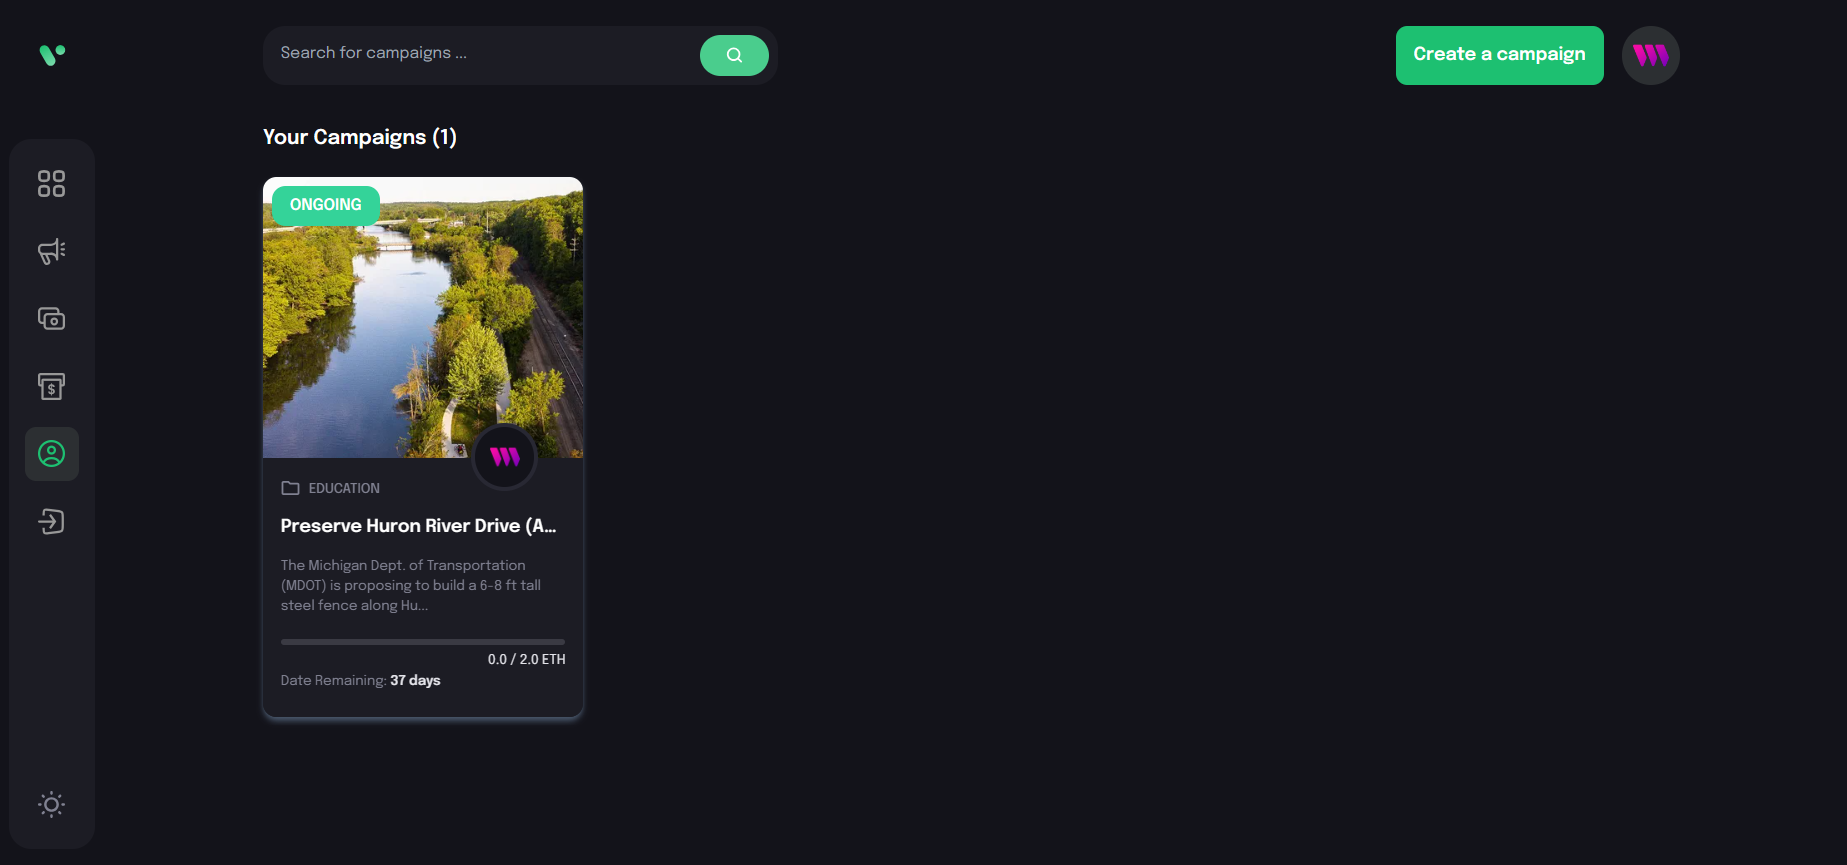 Search for campaigns ...
Create a campaign
Your Campaigns (1)
ONGOING
EDUCATION
Preserve Huron River Drive (A...
The Michigan Dept. of Transportation
(MDOT) is proposing to build a 6-8 ft tall
steel fence along Hu...
0.0 / 2.0 ETH
Date Remaining: 37 days